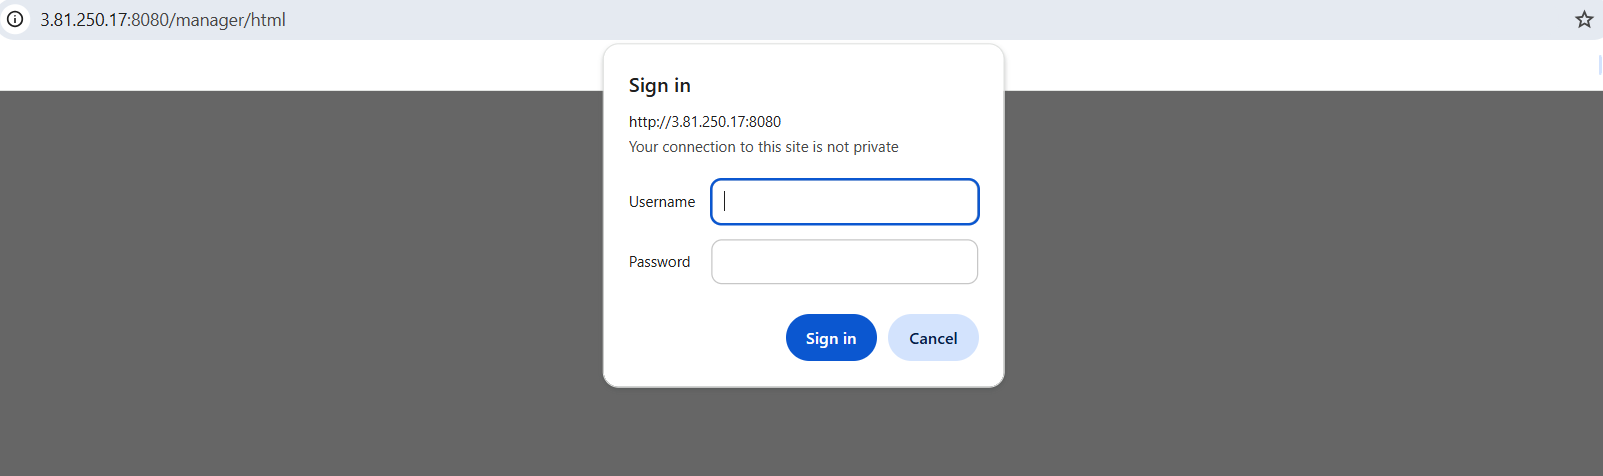 3.81.250.17:8080/manager/html
Sign in
http://3.81.250.17:8080
Your connection to this site is not private
Username
Password
Sign in Cancel